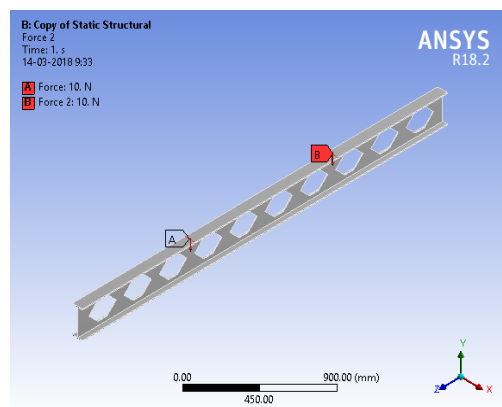 B: Copy of Static Structural
Force 2
Time: 1. s
14-03-2018 9:33
A Force: 10. N
B Force 2: 10. N
ANSYS
R18.2
B
A
0.00 900.00 (mm)
450.00
Y
Z X